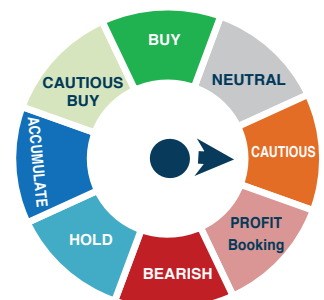 BUY
NEUTRAL
CAUTIOUS
PROFIT
Booking
BEARISH
HOLD
ACCUMULATE
CAUTIOUS
BUY